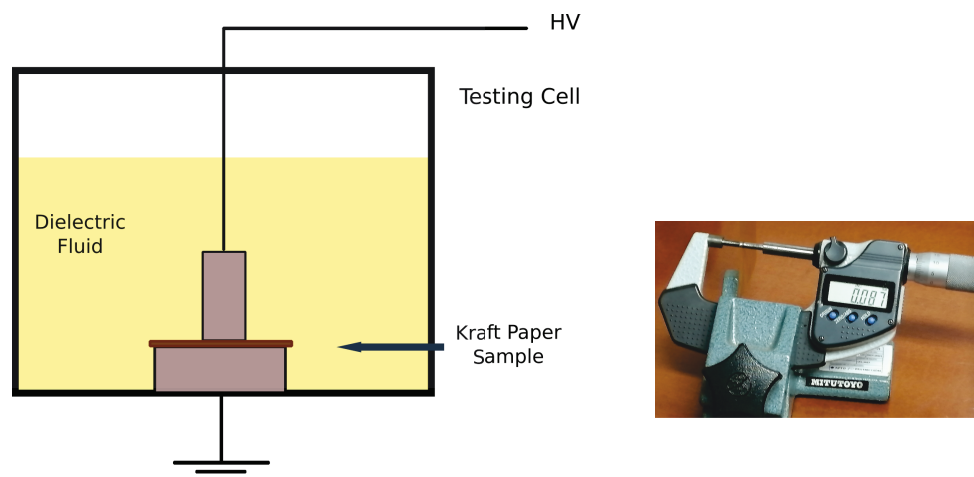 HV
Testing Cell
Dielectric
Fluid
Kraft Paper
Sample
0.087
MITUTOYO